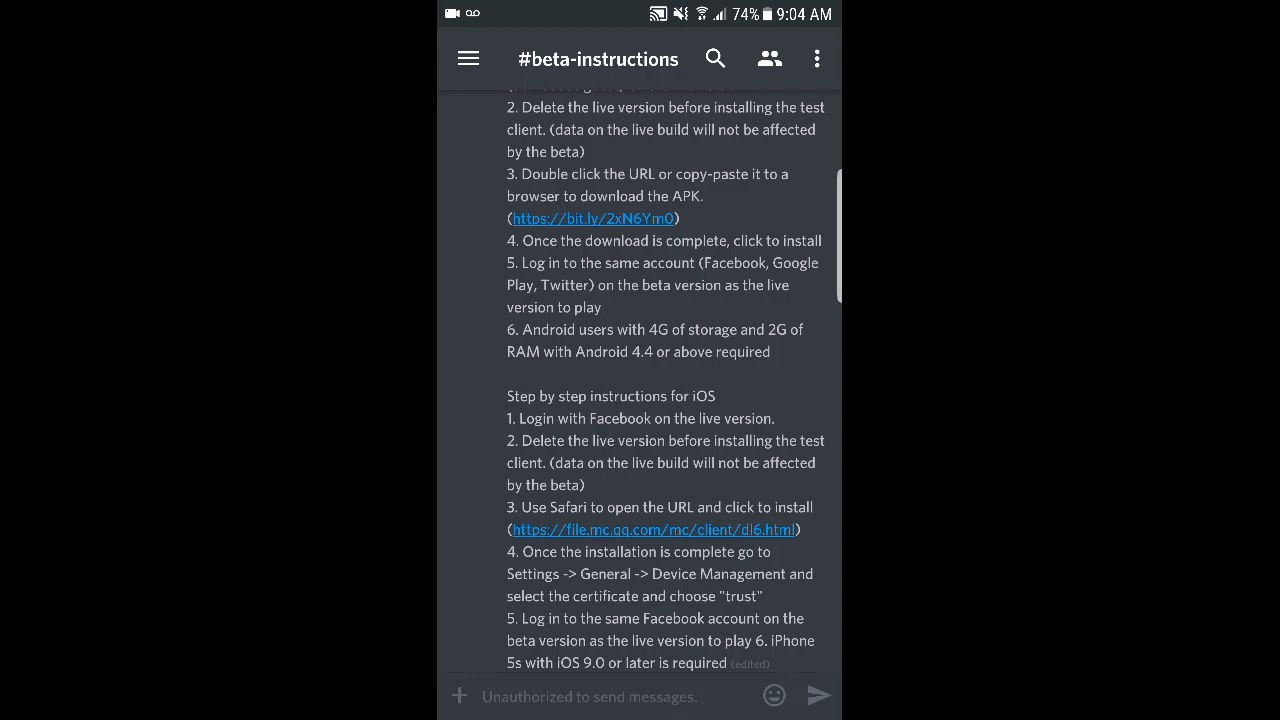 74% 9:04 AM
#beta-instructions
2. Delete the live version before installing the test
client. (data on the live build will not be affected
by the beta)
3. Double click the URL or copy-paste it to a
browser to download the APK.
(https://bit.ly/2xN6Ym0)
4. Once the download is complete, click to install
5. Log in to the same account (Facebook, Google
Play, Twitter) on the beta version as the live
version to play
6. Android users with 4G of storage and 2G of
RAM with Android 4.4 or above required
Step by step instructions for iOS
1. Login with Facebook on the live version.
2. Delete the live version before installing the test
client. (data on the live build will not be affected
by the beta)
3. Use Safari to open the URL and click to install
(https://file.mc.qq.com/mc/client/dl6.html)
4. Once the installation is complete go to
Settings -> General -> Device Management and
select the certificate and choose "trust"
5. Log in to the same Facebook account on the
beta version as the live version to play 6. iPhone
5s with iOS 9.0 or later is required (edited)
Unauthorized to send messages.